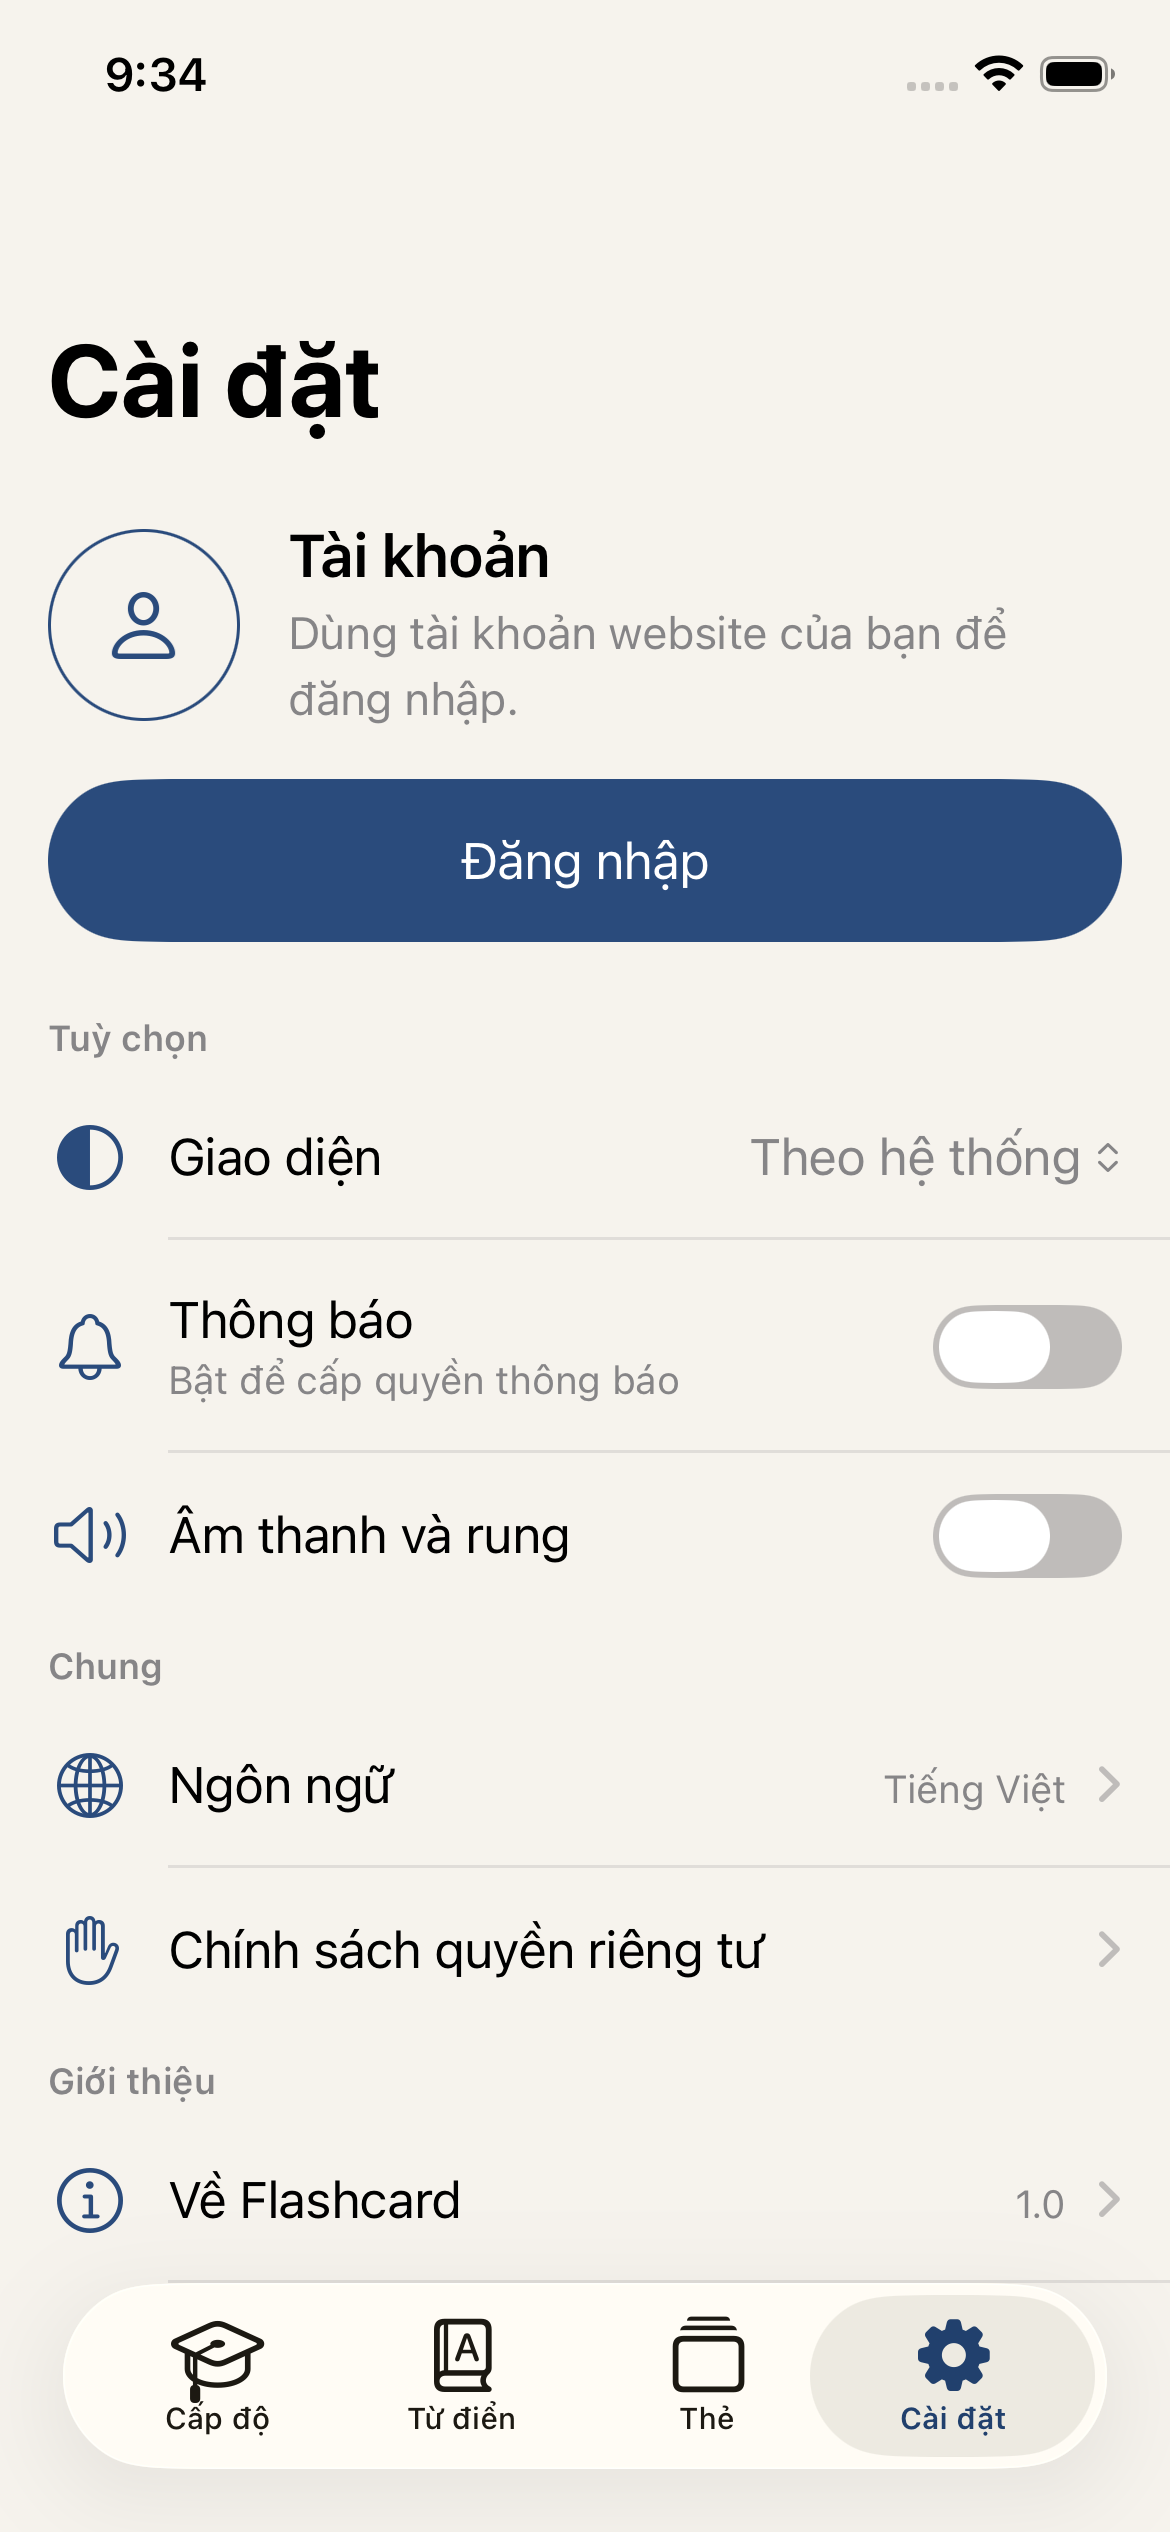 9:34
Cài đặt
Tài khoản
Dùng tài khoản website của bạn để
đăng nhập.
Đăng nhập
Tuỳ chọn
Giao diện
Theo hệ thống
Thông báo
Bật để cấp quyền thông báo
Âm thanh và rung
Chung
Ngôn ngữ
Tiếng Việt
Chính sách quyền riêng tư
Giới thiệu
Về Flashcard
1.0
Cấp độ
Từ điển
Thẻ
Cài đặt